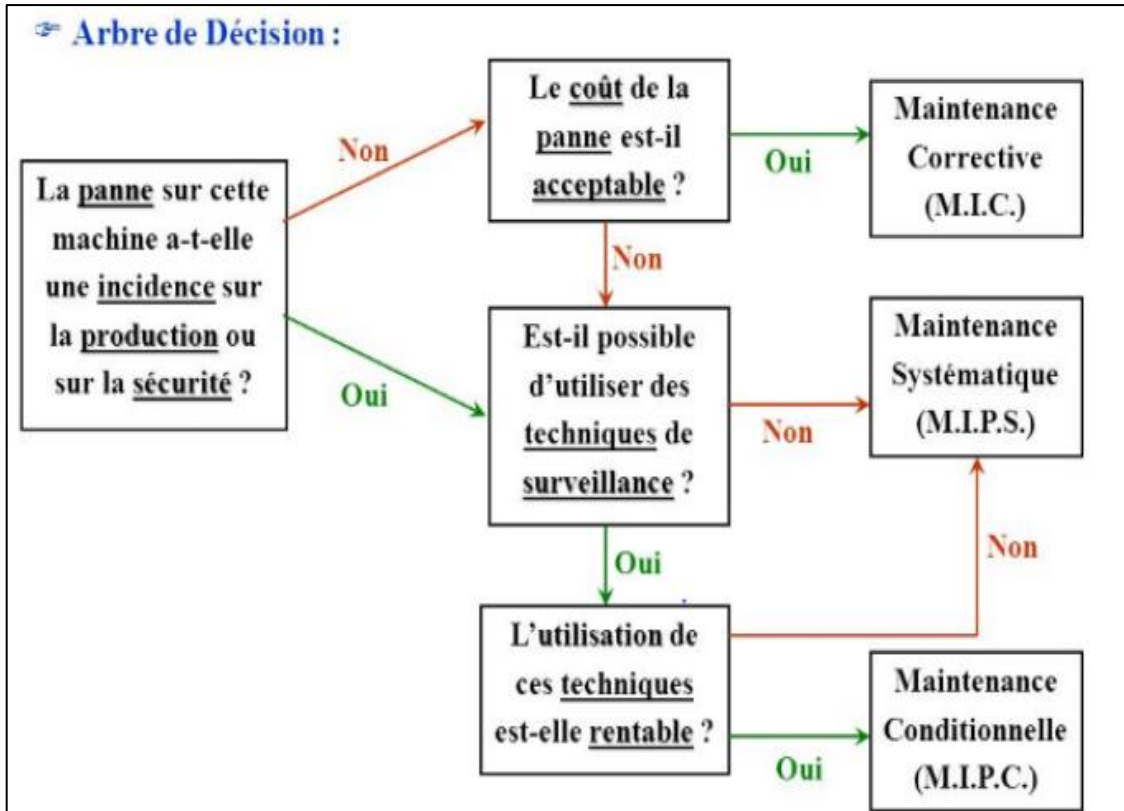 ☞ Arbre de Décision :
La panne sur cette
machine a-t-elle
une incidence sur
la production ou
sur la sécurité ?
Non
Oui
Le coût de la
panne est-il
acceptable ?
Oui
Non
Maintenance
Corrective
(M.I.C.)
Est-il possible
d’utiliser des
techniques de
surveillance ?
Non
Oui
Maintenance
Systématique
(M.I.P.S.)
L’utilisation de
ces techniques
est-elle rentable ?
Non
Oui
Maintenance
Conditionnelle
(M.I.P.C.)